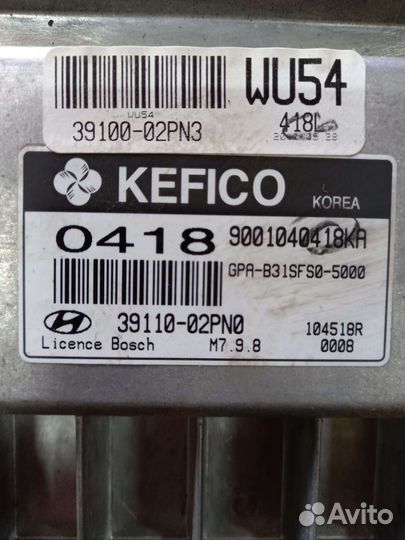 WU54
WU54
39100-02PN3
418L
KEFICO
KOREA
0418
9001040418KA
GPA-B31SFS0-5000
39110-02PN0
104518R
Licence Bosch
M7.9.8
0008
Avito